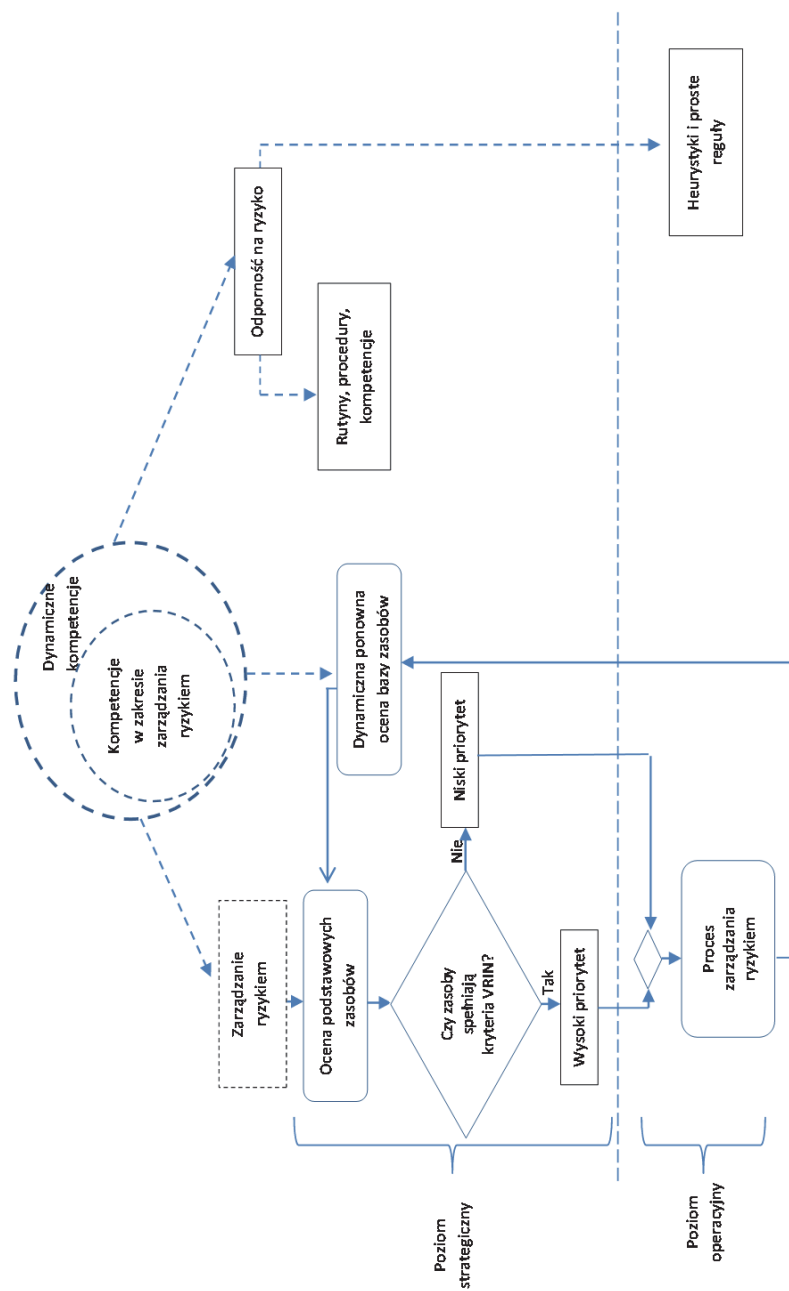 Dynamiczne
kompetencje
Kompetencje
w zakresie
zarządzania
ryzykiem
Zarządzanie
ryzykiem
Odporność na ryzyko
Ocena podstawowych
zasobów
Dynamiczna ponowna
ocena bazy zasobów
Rutyny, procedury,
kompetencje
Poziom
strategiczny
Czy zasoby
spełniają
kryteria VRIN?
Nie
Niski priorytet
Tak
Wysoki priorytet
Poziom
operacyjny
Proces
zarządzania
ryzykiem
Heurystyki i proste
reguły